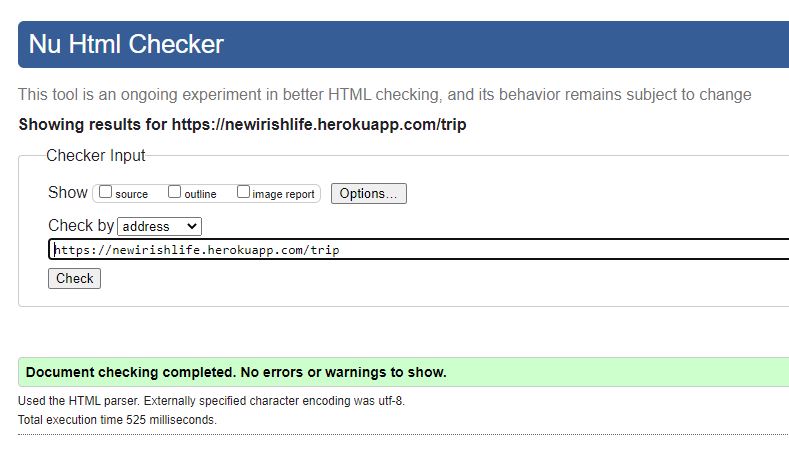 Nu Html Checker
This tool is an ongoing experiment in better HTML checking, and its behavior remains subject to change
Showing results for https://newirishlife.herokuapp.com/trip
Checker Input
Show source outline image report Options...
Check by address
https://newirishlife.herokuapp.com/trip
Check
Document checking completed. No errors or warnings to show.
Used the HTML parser. Externally specified character encoding was utf-8.
Total execution time 525 milliseconds.